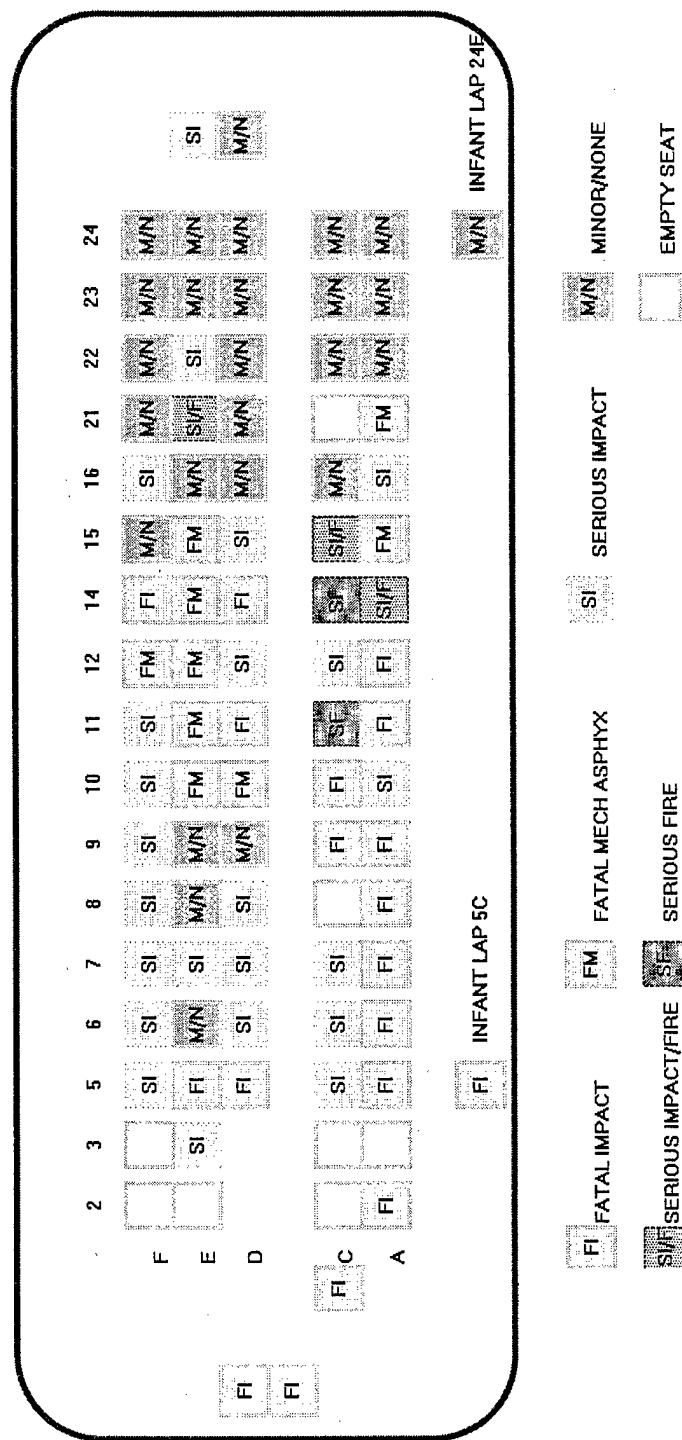 2 3 5 6 7 8 9 10 11 12 14 15 16 21 22 23 24
F SI SI SI SI SI SI SI FM FI M/N SI M/N M/N M/N M/N
E SI FI M/N SI M/N M/N FM FM FM FM FM M/N SI/F SI M/N M/N SI
FI D FI SI SI SI M/N FM FI SI FI SI M/N M/N M/N M/N M/N M/N
FI
FI C SI SI SI FI FI SF SI SF SI/F M/N M/N M/N M/N
A FI FI FI FI FI FI SI FI FI SI/F FM SI FM M/N M/N M/N
FI INFANT LAP 5C M/N INFANT LAP 24E
FI FATAL IMPACT FM FATAL MECH ASPHYX SI SERIOUS IMPACT M/N MINOR/NONE
SI/F SERIOUS IMPACT/FIRE SF SERIOUS FIRE EMPTY SEAT